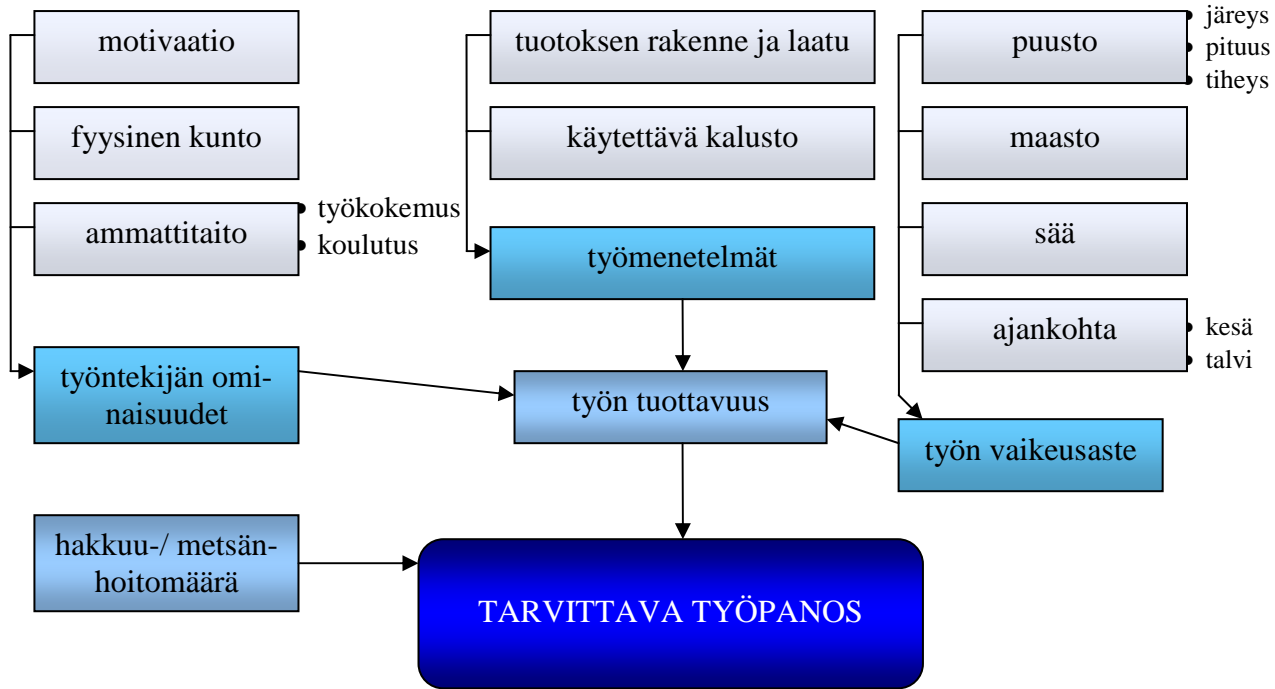 motivaatio
fyysinen kunto
ammattitaito
työkokemus
koulutus
työntekijän omi-
naisuudet
tuotoksen rakenne ja laatu
käytettävä kalusto
työmenetelmät
puusto
järeys
pituus
tiheys
maasto
sää
ajankohta
kesä
talvi
työn vaikeusaste
työn tuottavuus
hakkuu-/ metsän-
hoitomäärä
TARVITTAVA TYÖPANOS